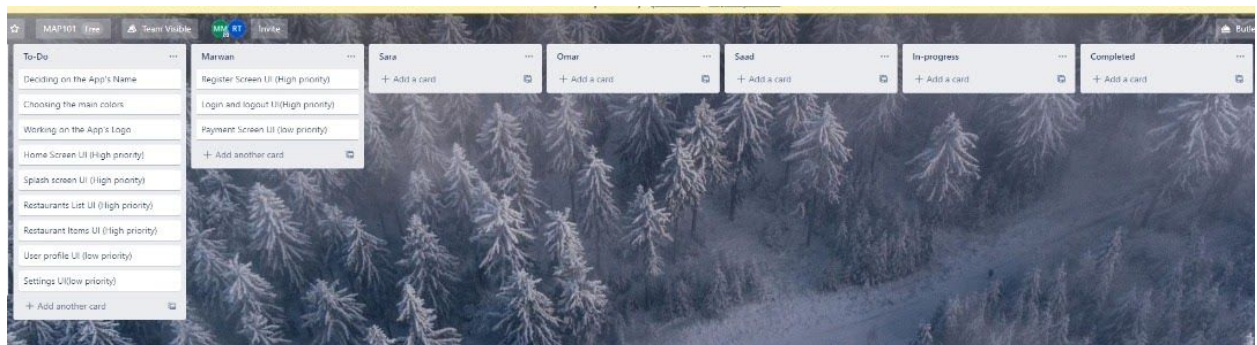 MAP101 Free Team Visible MM RT Invite
To-Do
Deciding on the App's Name
Choosing the main colors
Working on the App's Logo
Home Screen UI (High priority)
Splash screen UI (High priority)
Restaurants List UI (High priority)
Restaurant Items UI (High priority)
User profile UI (low priority)
Settings UI(low priority)
+ Add another card
Marwan
Register Screen UI (High priority)
Login and logout UI(High priority)
Payment Screen UI (low priority)
+ Add another card
Sara
+ Add a card
Omar
+ Add a card
Saad
+ Add a card
In-progress
+ Add a card
Completed
+ Add a card